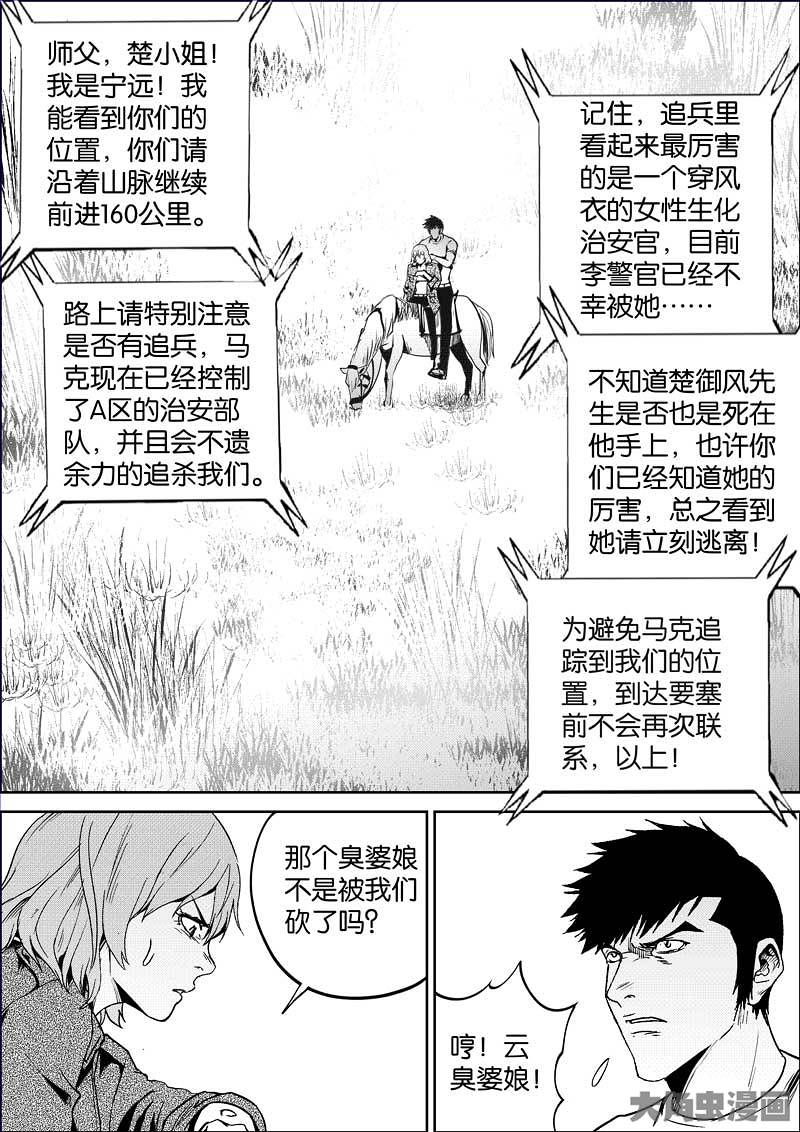 师父，楚小姐！
我是宁远！我
能看到你们的
位置，你们请
沿着山脉继续
前进160公里。
路上请特别注意
是否有追兵，马
克现在已经控制
了A区的治安部
队，并且会不遗
余力的追杀我们。
记住，追兵里
看起来最厉害
的是一个穿风
衣的女性生化
治安官，目前
李警官已经不
幸被她……
不知道楚御风先
生是否也是死在
他手上，也许你
们已经知道她的
厉害，总之看到
她请立刻逃离！
为避免马克追
踪到我们的位
置，到达要塞
前不会再次联
系，以上！
那个臭婆娘
不是被我们
砍了吗？
哼！云
臭婆娘！
大角虫漫画